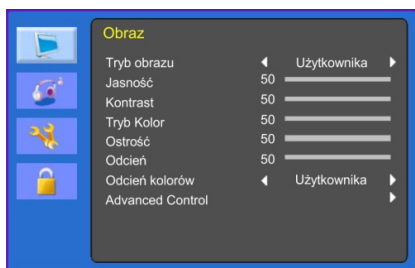 Obraz
Tryb obrazu Użytkownika
Jasność 50
Kontrast 50
Tryb Kolor 50
Ostrość 50
Odcień 50
Odcień kolorów Użytkownika
Advanced Control